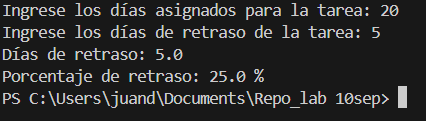 Ingrese los días asignados para la tarea: 20
Ingrese los días de retraso de la tarea: 5
Días de retraso: 5.0
Porcentaje de retraso: 25.0 %
PS C:\Users\juand\Documents\Repo_lab 10sep>